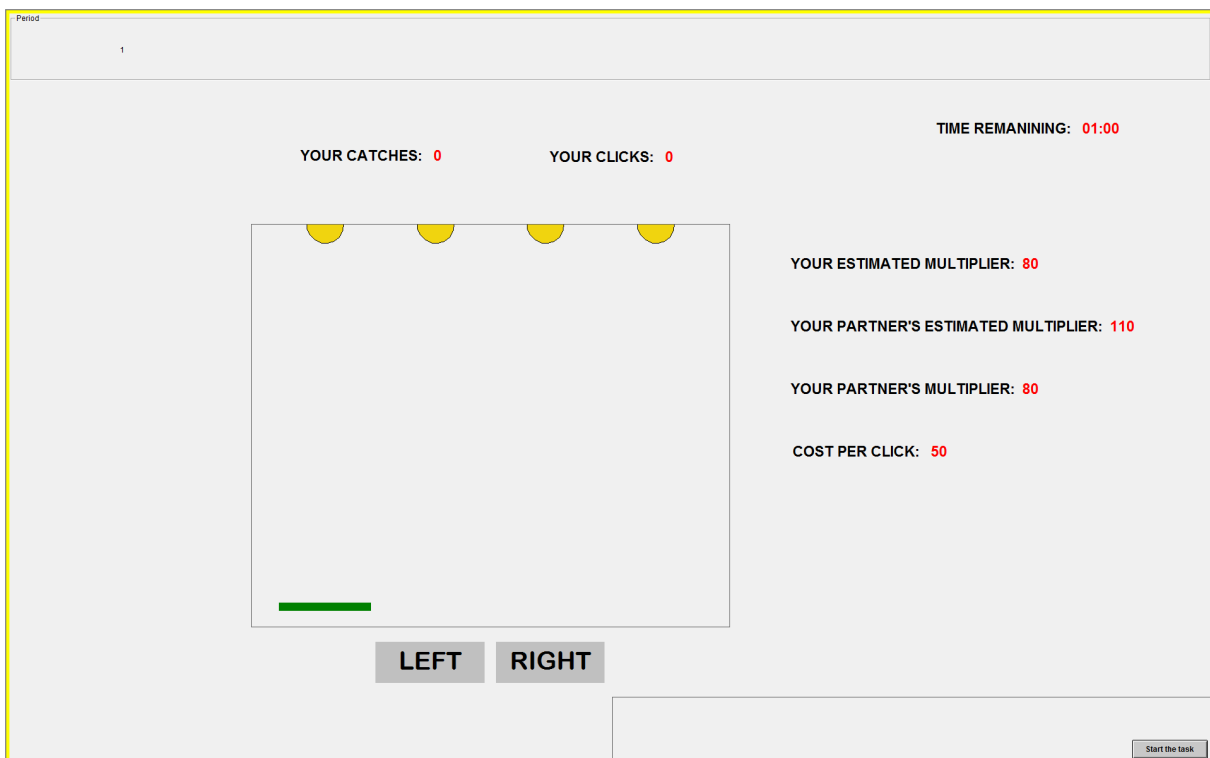 Period
1
TIME REMANINING: 01:00
YOUR CATCHES: 0
YOUR CLICKS: 0
YOUR ESTIMATED MULTIPLIER: 80
YOUR PARTNER'S ESTIMATED MULTIPLIER: 110
YOUR PARTNER'S MULTIPLIER: 80
COST PER CLICK: 50
LEFT
RIGHT
Start the task